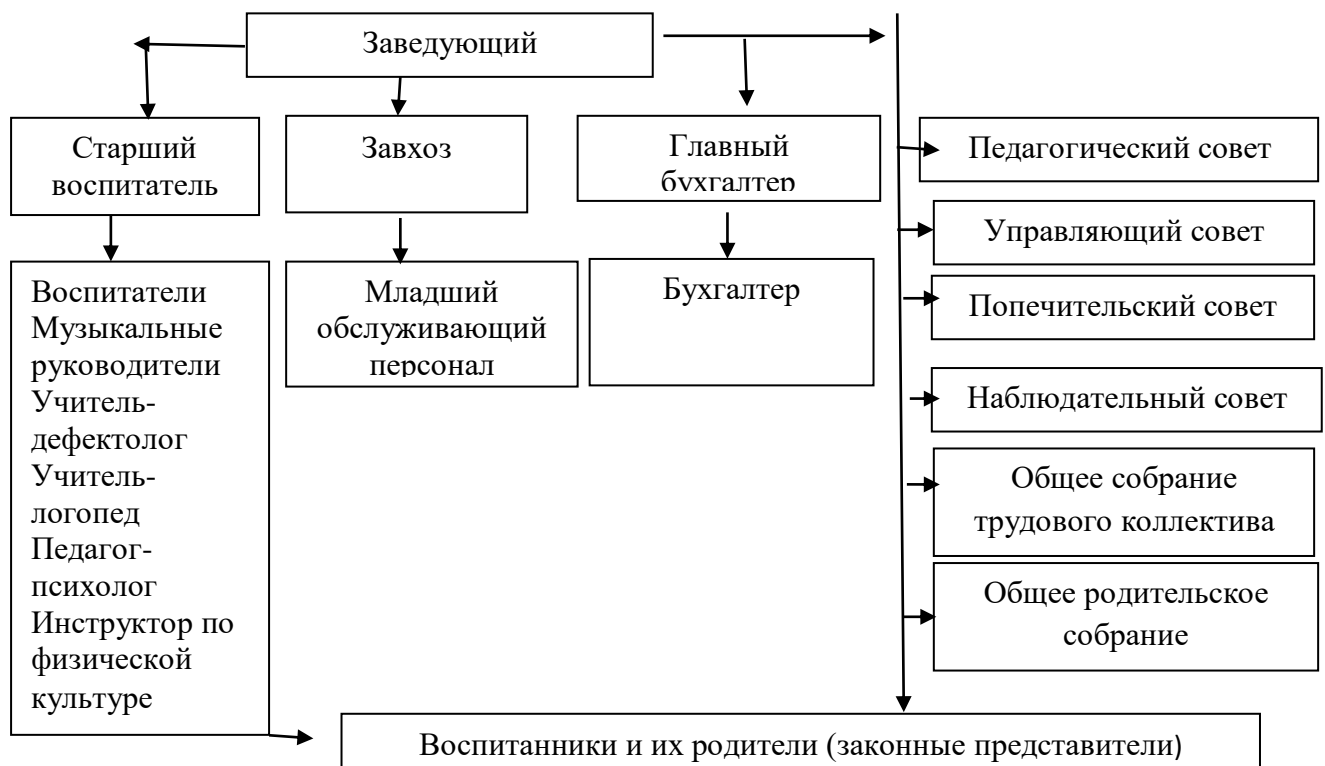 Заведующий
Старший
воспитатель
Завхоз
Главный
бухгалтер
Педагогический совет
Управляющий совет
Попечительский совет
Наблюдательный совет
Общее собрание
трудового коллектива
Общее родительское
собрание
Воспитатели
Музыкальные
руководители
Учитель-
дефектолог
Учитель-
логопед
Педагог-
психолог
Инструктор по
физической
культуре
Младший
обслуживающий
персонал
Бухгалтер
Воспитанники и их родители (законные представители)